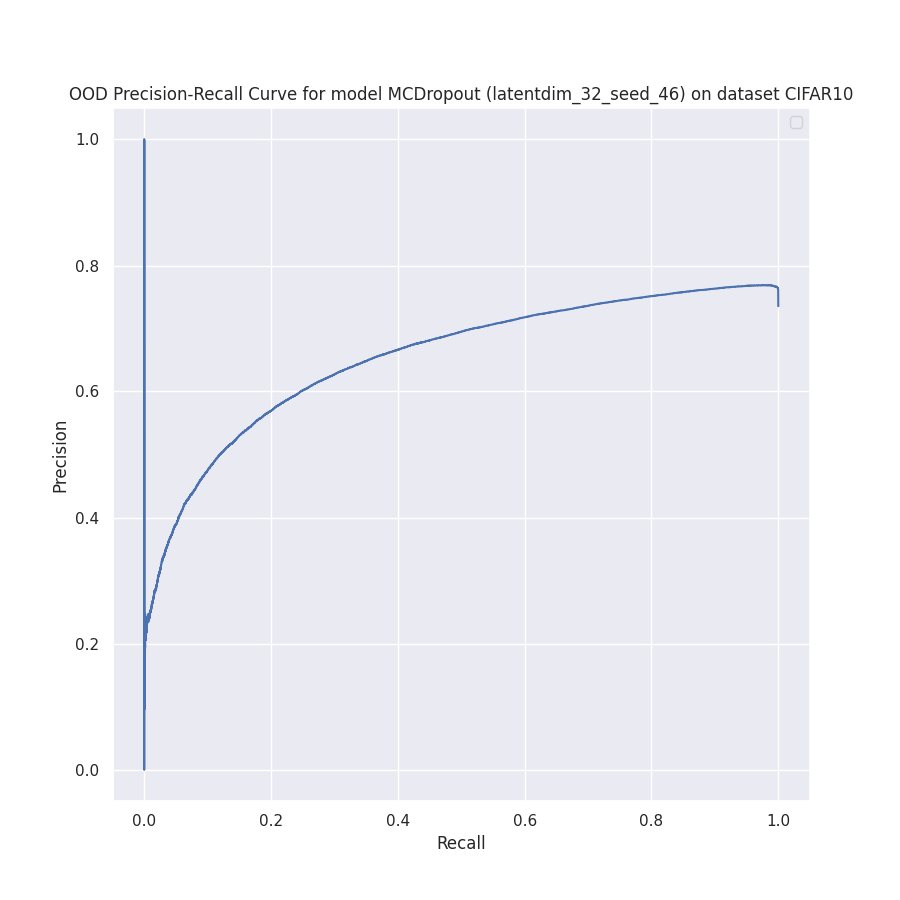 OOD Precision-Recall Curve for model MCDropout (latentdim_32_seed_46) on dataset CIFAR10
1.0
0.8
0.6
0.4
0.2
0.0
Precision
0.0 0.2 0.4 0.6 0.8 1.0
Recall